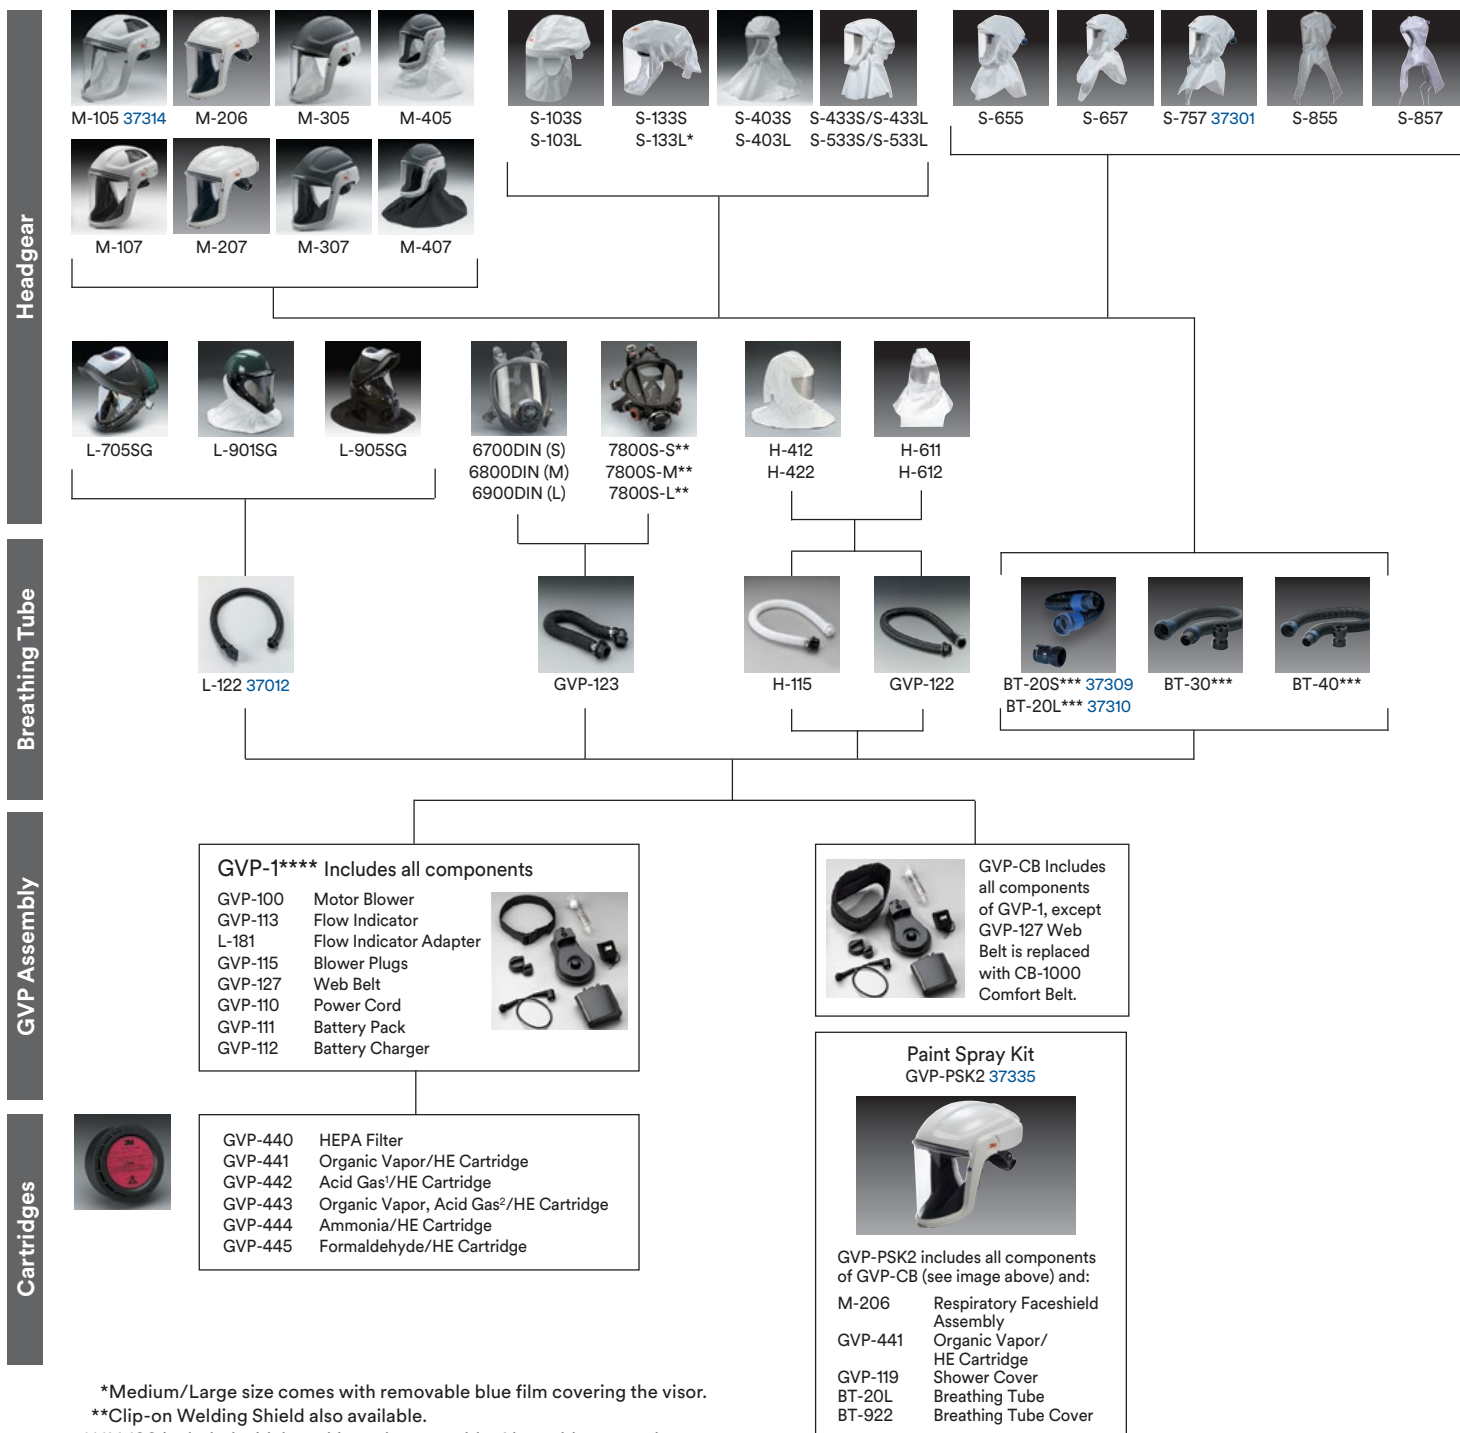 Headgear
M-105 37314
M-206
M-305
M-405
S-103S
S-103L
S-133S
S-133L*
S-403S
S-403L
S-433S/S-433L
S-533S/S-533L
S-655
S-657
S-757 37301
S-855
S-857
M-107
M-207
M-307
M-407
L-705SG
L-901SG
L-905SG
6700DIN (S)
6800DIN (M)
6900DIN (L)
7800S-S**
7800S-M**
7800S-L**
H-412
H-422
H-611
H-612
Breathing Tube
L-122 37012
GVP-123
H-115
GVP-122
BT-20S*** 37309
BT-20L*** 37310
BT-30***
BT-40***
GVP Assembly
GVP-1**** Includes all components
GVP-100 Motor Blower
GVP-113 Flow Indicator
L-181 Flow Indicator Adapter
GVP-115 Blower Plugs
GVP-127 Web Belt
GVP-110 Power Cord
GVP-111 Battery Pack
GVP-112 Battery Charger
GVP-CB Includes
all components
of GVP-1, except
GVP-127 Web
Belt is replaced
with CB-1000
Comfort Belt.
Cartridges
3M
GVP-440 HEPA Filter
GVP-441 Organic Vapor/HE Cartridge
GVP-442 Acid Gas¹/HE Cartridge
GVP-443 Organic Vapor, Acid Gas²/HE Cartridge
GVP-444 Ammonia/HE Cartridge
GVP-445 Formaldehyde/HE Cartridge
Paint Spray Kit
GVP-PSK2 37335
GVP-PSK2 includes all components
of GVP-CB (see image above) and:
M-206 Respiratory Faceshield
Assembly
GVP-441 Organic Vapor/
HE Cartridge
GVP-119 Shower Cover
BT-20L Breathing Tube
BT-922 Breathing Tube Cover
*Medium/Large size comes with removable blue film covering the visor.
**Clip-on Welding Shield also available.